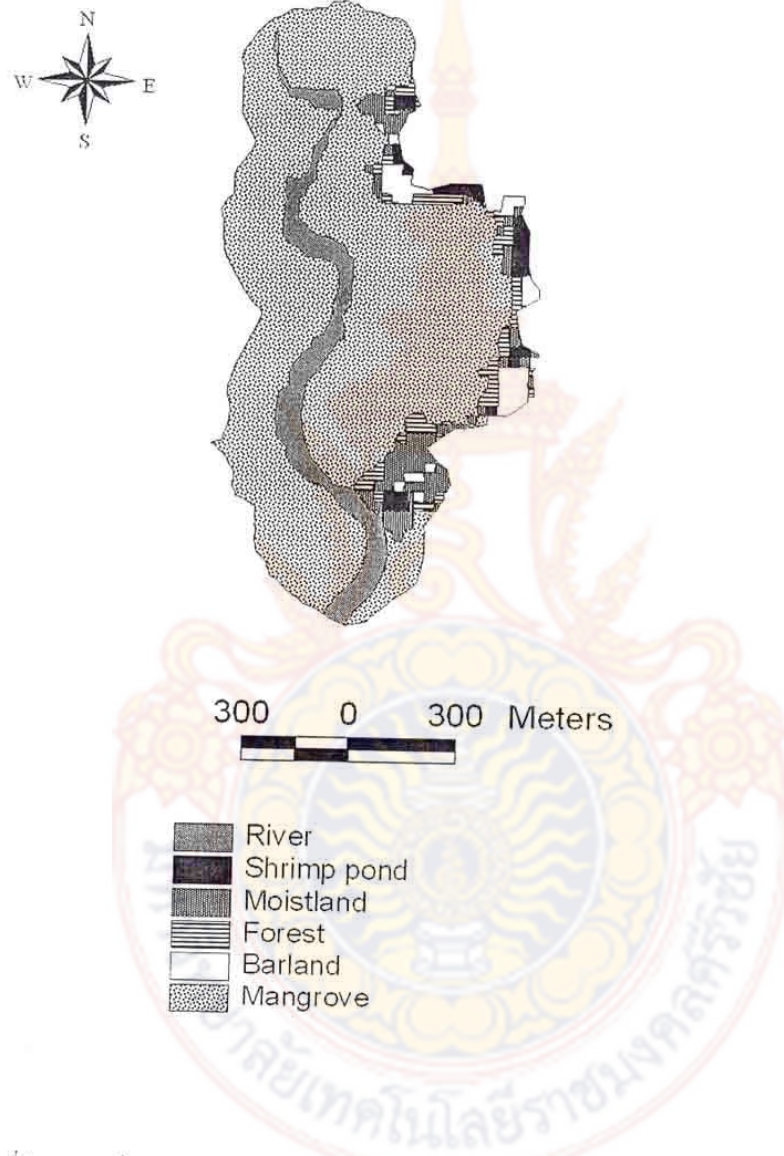 N
W E
S
300 0 300 Meters
River
Shrimp pond
Moistland
Forest
Barland
Mangrove